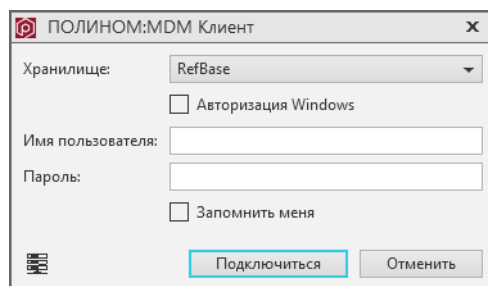 ПОЛИНОМ:MDM Клиент
Хранилище: RefBase
Авторизация Windows
Имя пользователя:
Пароль:
Запомнить меня
Подключиться Отменить